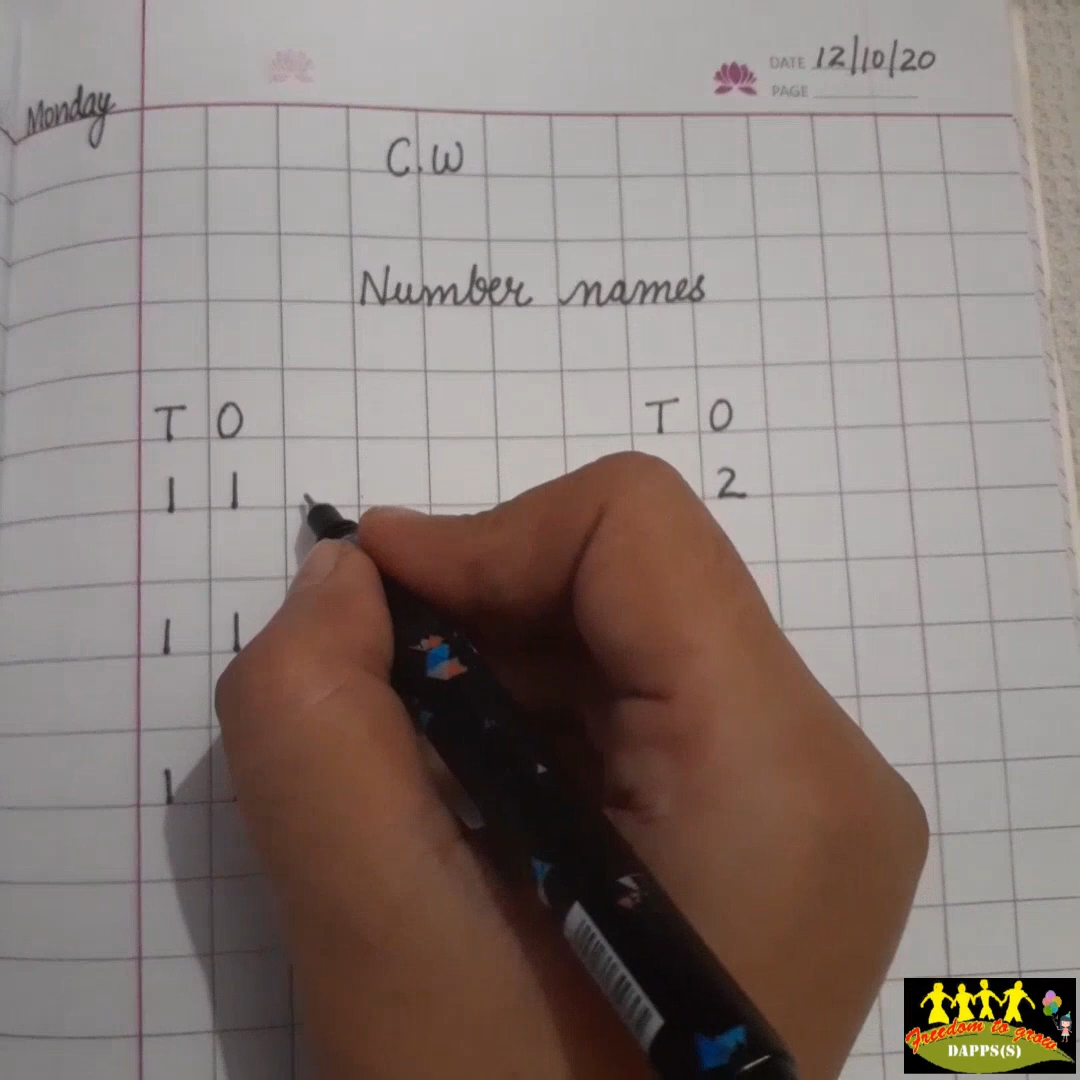 DATE 12/10/20
PAGE
Monday
C.W
Number names
T O T O
1 1 2
1 1
1
Freedom to grow
DAPPS(S)